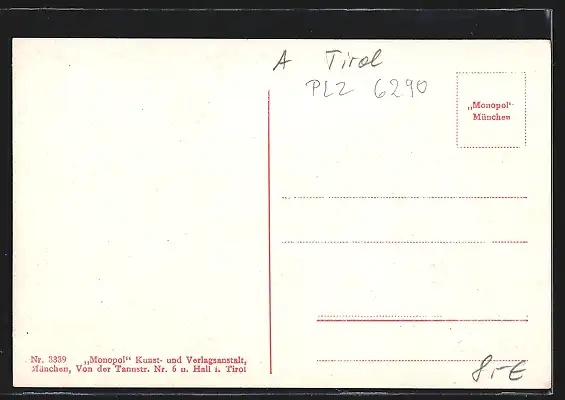 A Tirol
PLZ 6290
„Monopol“
München
Nr. 3339 „Monopol“ Kunst- und Verlagsanstalt,
München, Von der Tannstr. Nr. 6 u. Hall i. Tirol
8,-€